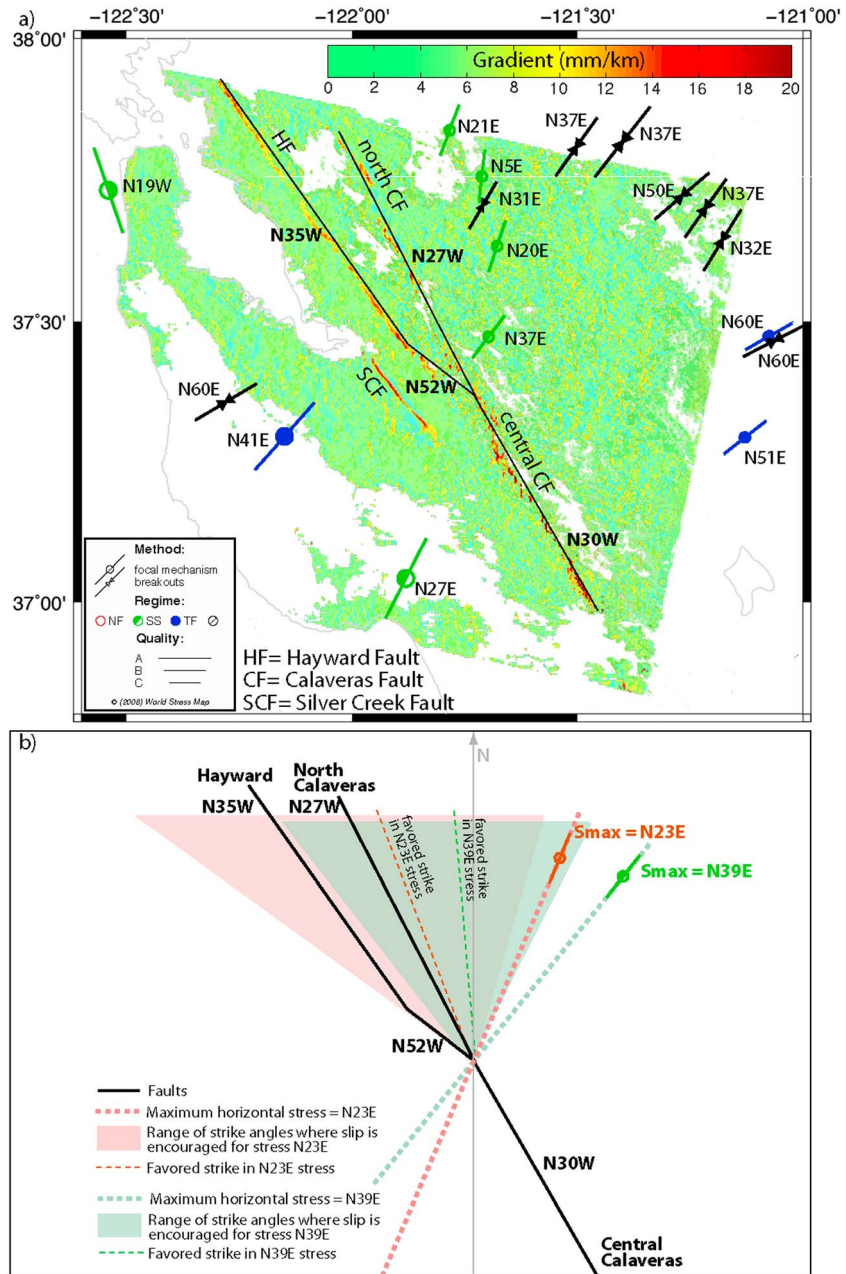 a)
-122°30'
-122°00'
-121°30'
-121°00'
38°00'
37°30'
37°00'
Gradient (mm/km)
0 2 4 6 8 10 12 14 16 18 20
N19W
HF
north CF
N35W
N27W
N21E
N5E
N31E
N20E
N37E
N37E
N37E
N50E
N37E
N32E
N60E
N60E
N51E
N60E
N41E
SCF
N52W
central CF
N30W
N27E
Method:
focal mechanism
breakouts
Regime:
NF SS TF
Quality:
A
B
C
© (2008) World Stress Map
HF= Hayward Fault
CF= Calaveras Fault
SCF= Silver Creek Fault
b)
N
Hayward
N35W
North
Calaveras
N27W
favored strike
in N23E stress
favored strike
in N39E stress
Smax = N23E
Smax = N39E
N52W
N30W
Central
Calaveras
Faults
Maximum horizontal stress = N23E
Range of strike angles where slip is
encouraged for stress N23E
Favored strike in N23E stress
Maximum horizontal stress = N39E
Range of strike angles where slip is
encouraged for stress N39E
Favored strike in N39E stress